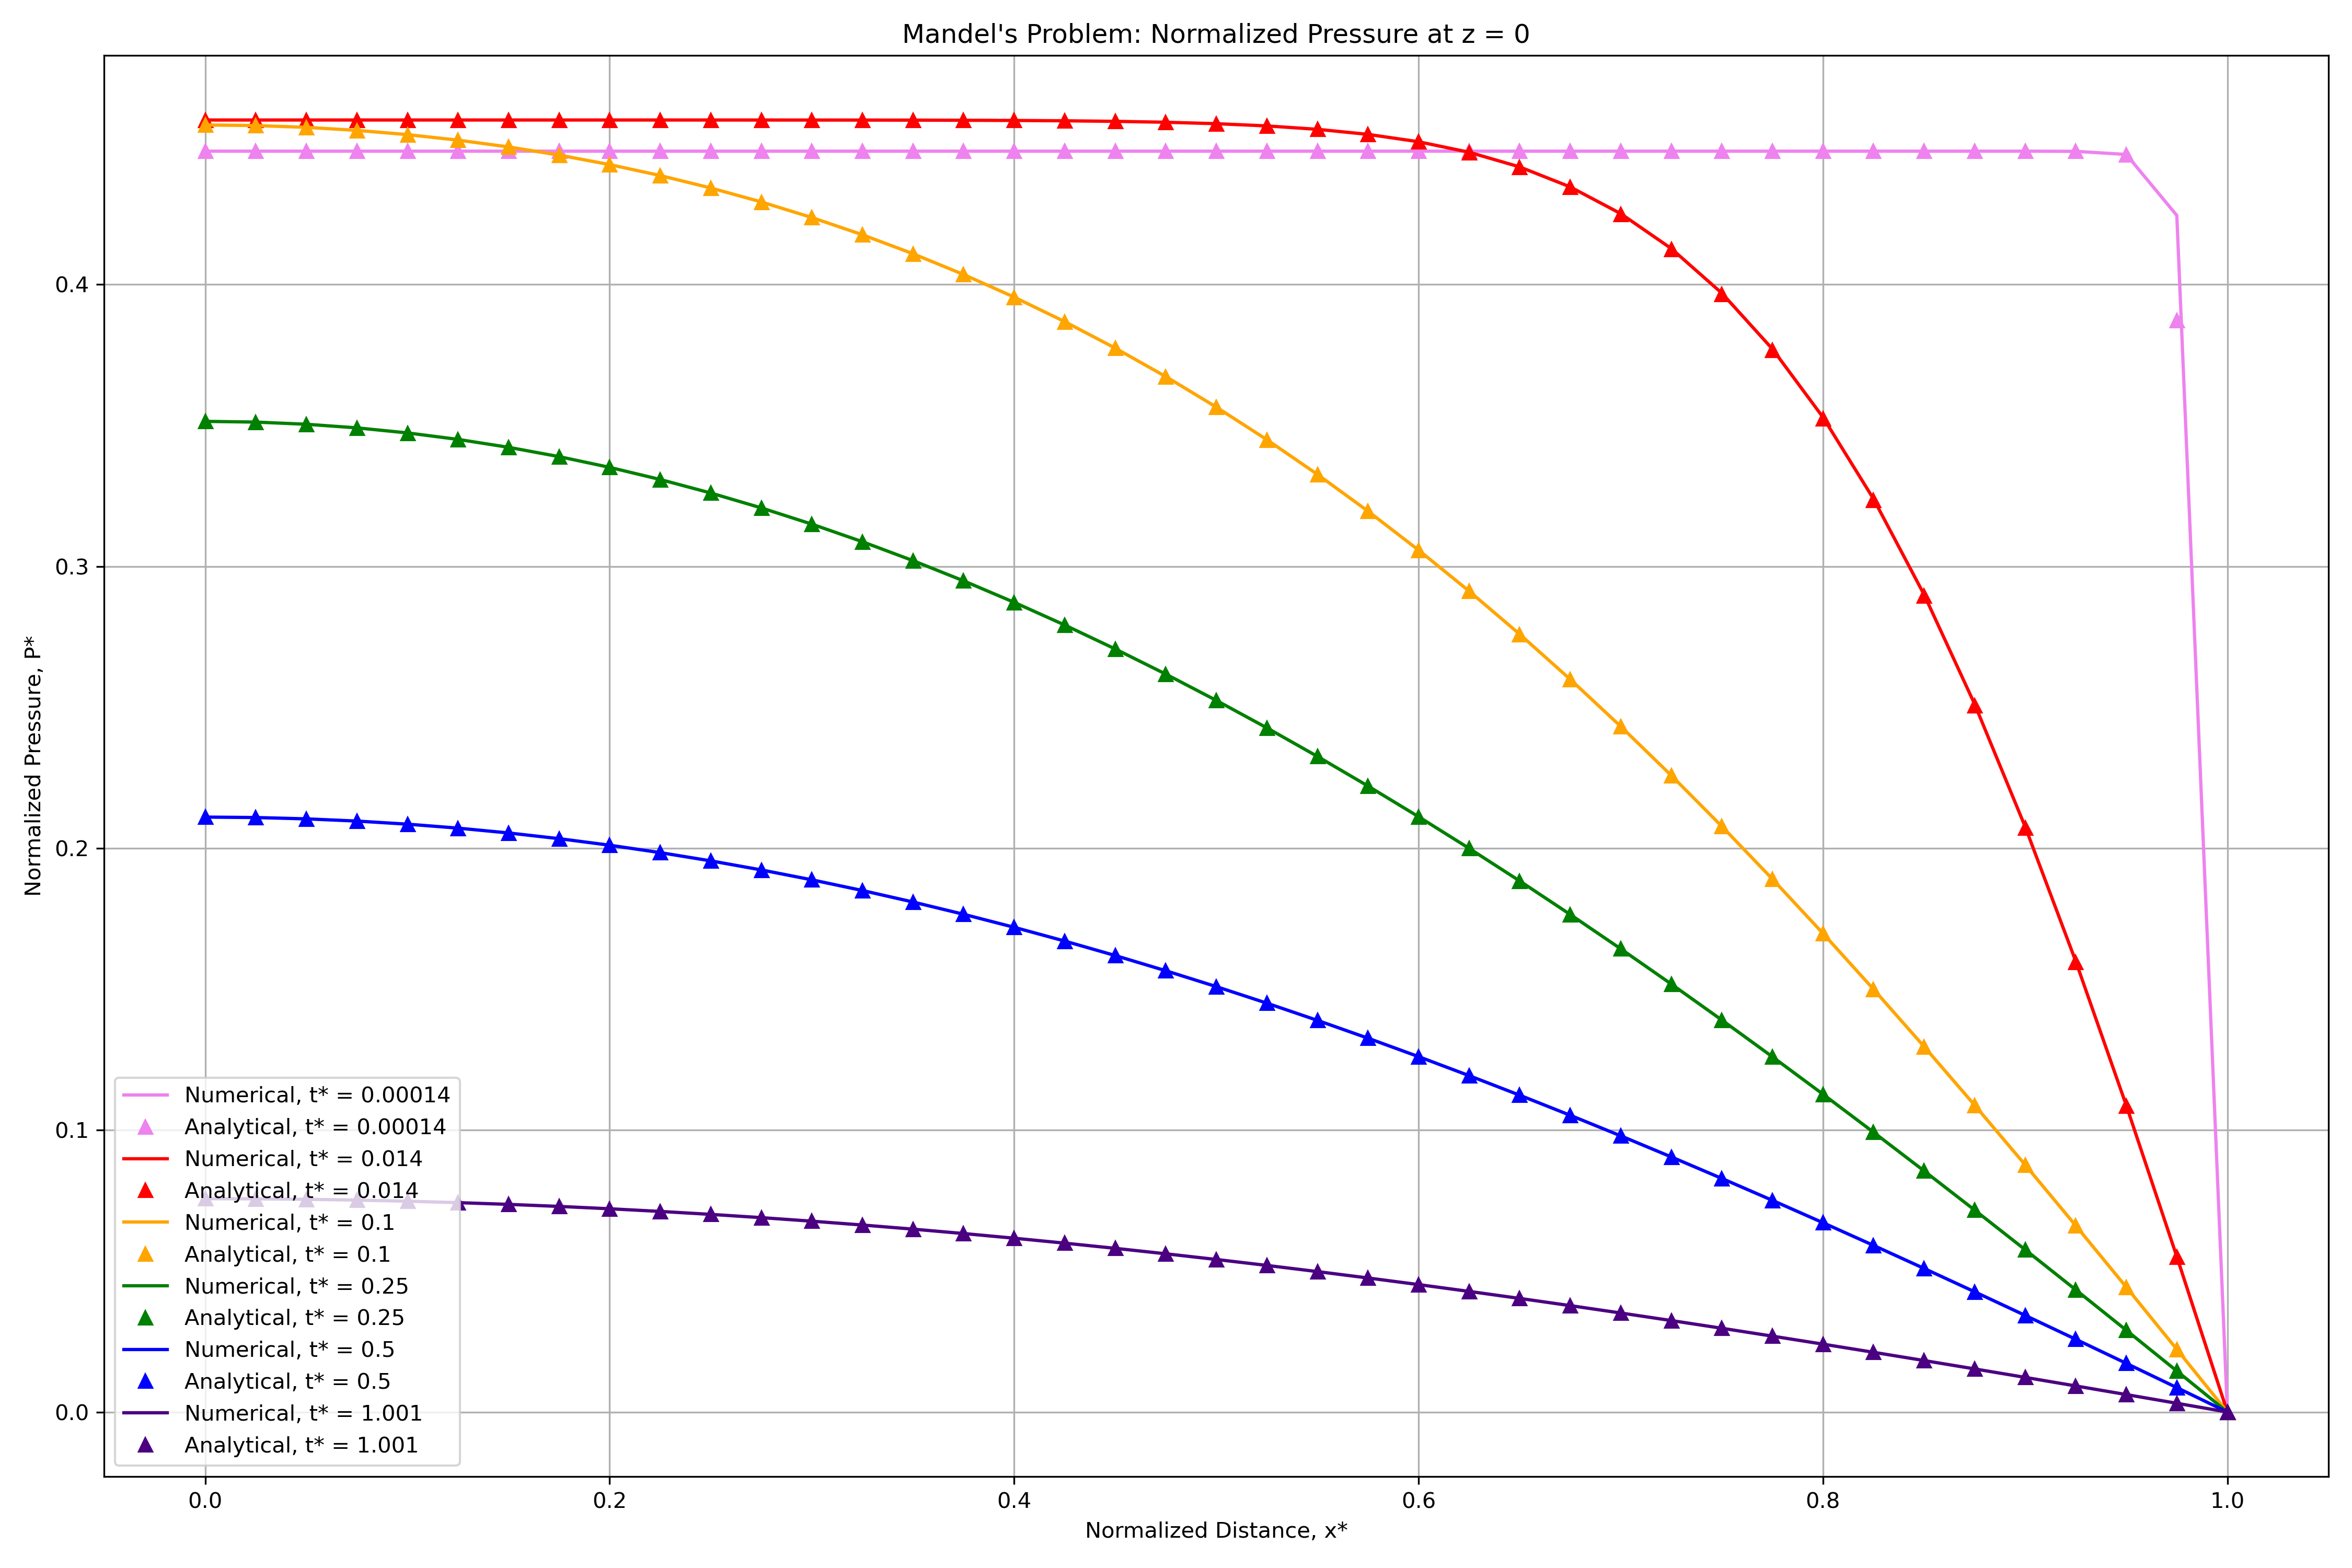 Mandel's Problem: Normalized Pressure at z = 0
Normalized Pressure, P*
0.4
0.3
0.2
0.1
0.0
Numerical, t* = 0.00014
Analytical, t* = 0.00014
Numerical, t* = 0.014
Analytical, t* = 0.014
Numerical, t* = 0.1
Analytical, t* = 0.1
Numerical, t* = 0.25
Analytical, t* = 0.25
Numerical, t* = 0.5
Analytical, t* = 0.5
Numerical, t* = 1.001
Analytical, t* = 1.001
0.0 0.2 0.4 0.6 0.8 1.0
Normalized Distance, x*